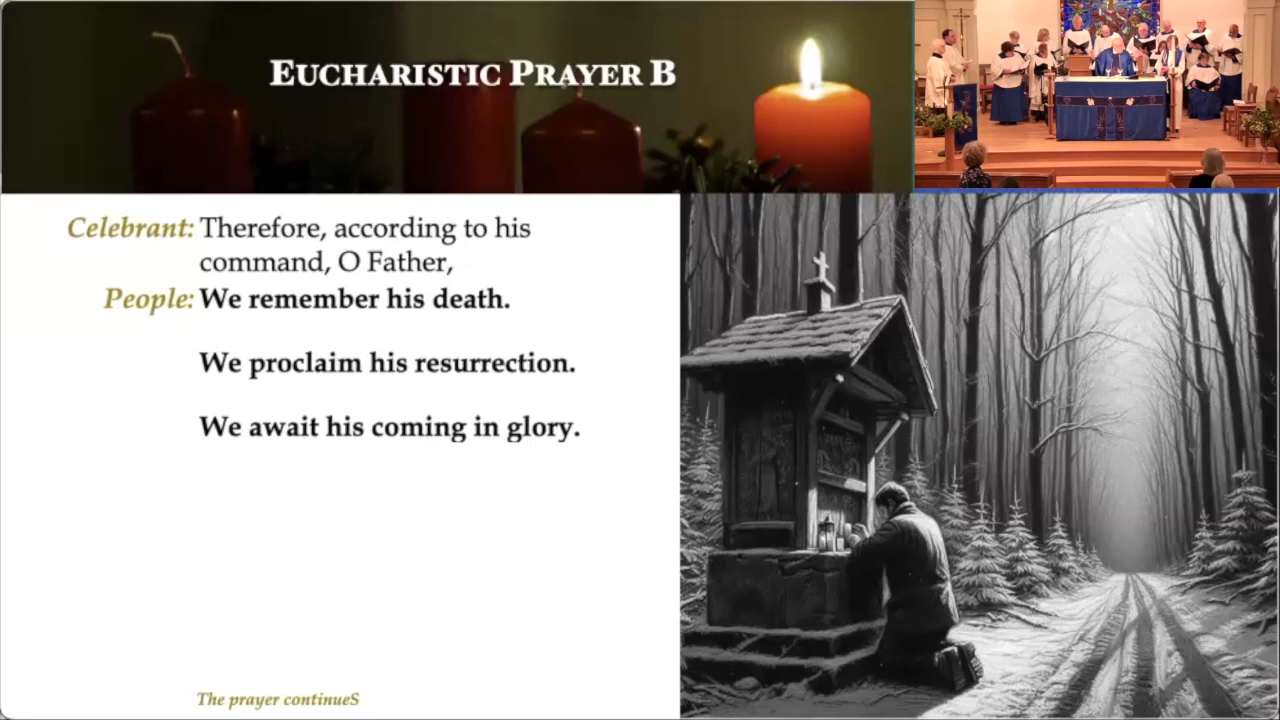 EUCHARISTIC PRAYER B
Celebrant: Therefore, according to his
command, O Father,
People: We remember his death.
We proclaim his resurrection.
We await his coming in glory.
The prayer continueS